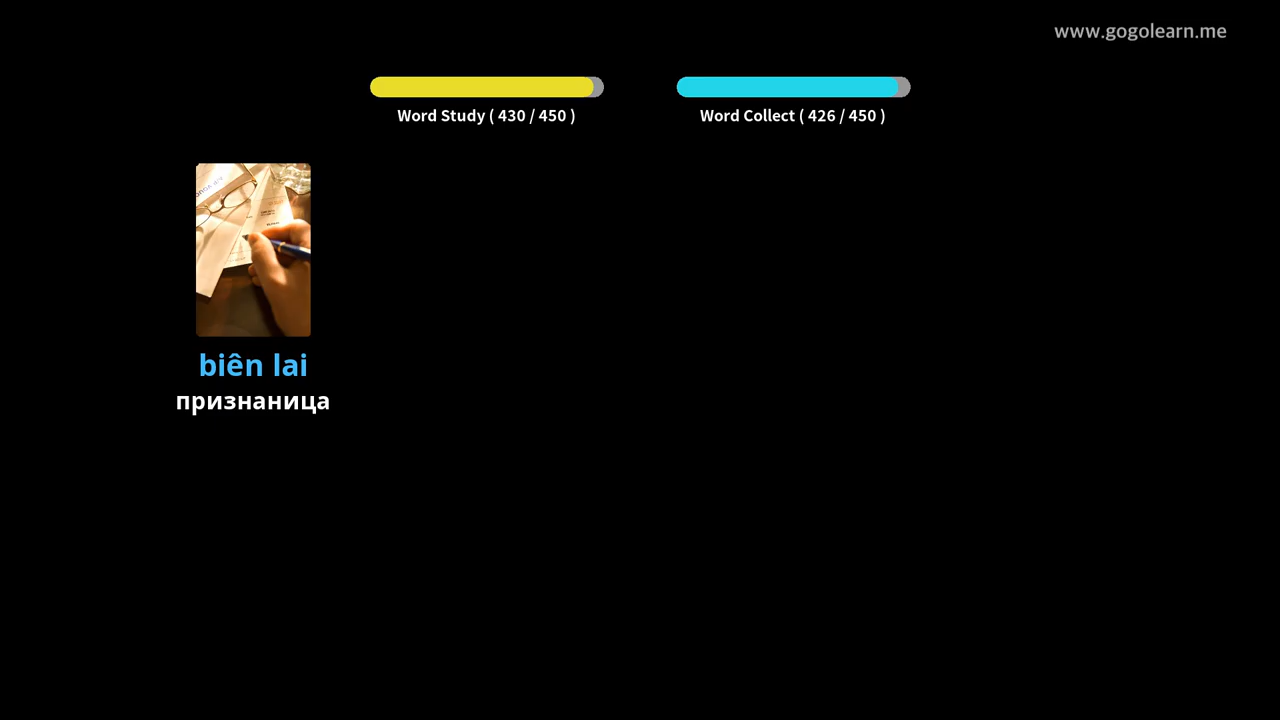 www.gogolearn.me
Word Study ( 430 / 450 )
Word Collect ( 426 / 450 )
biên lai
признаница